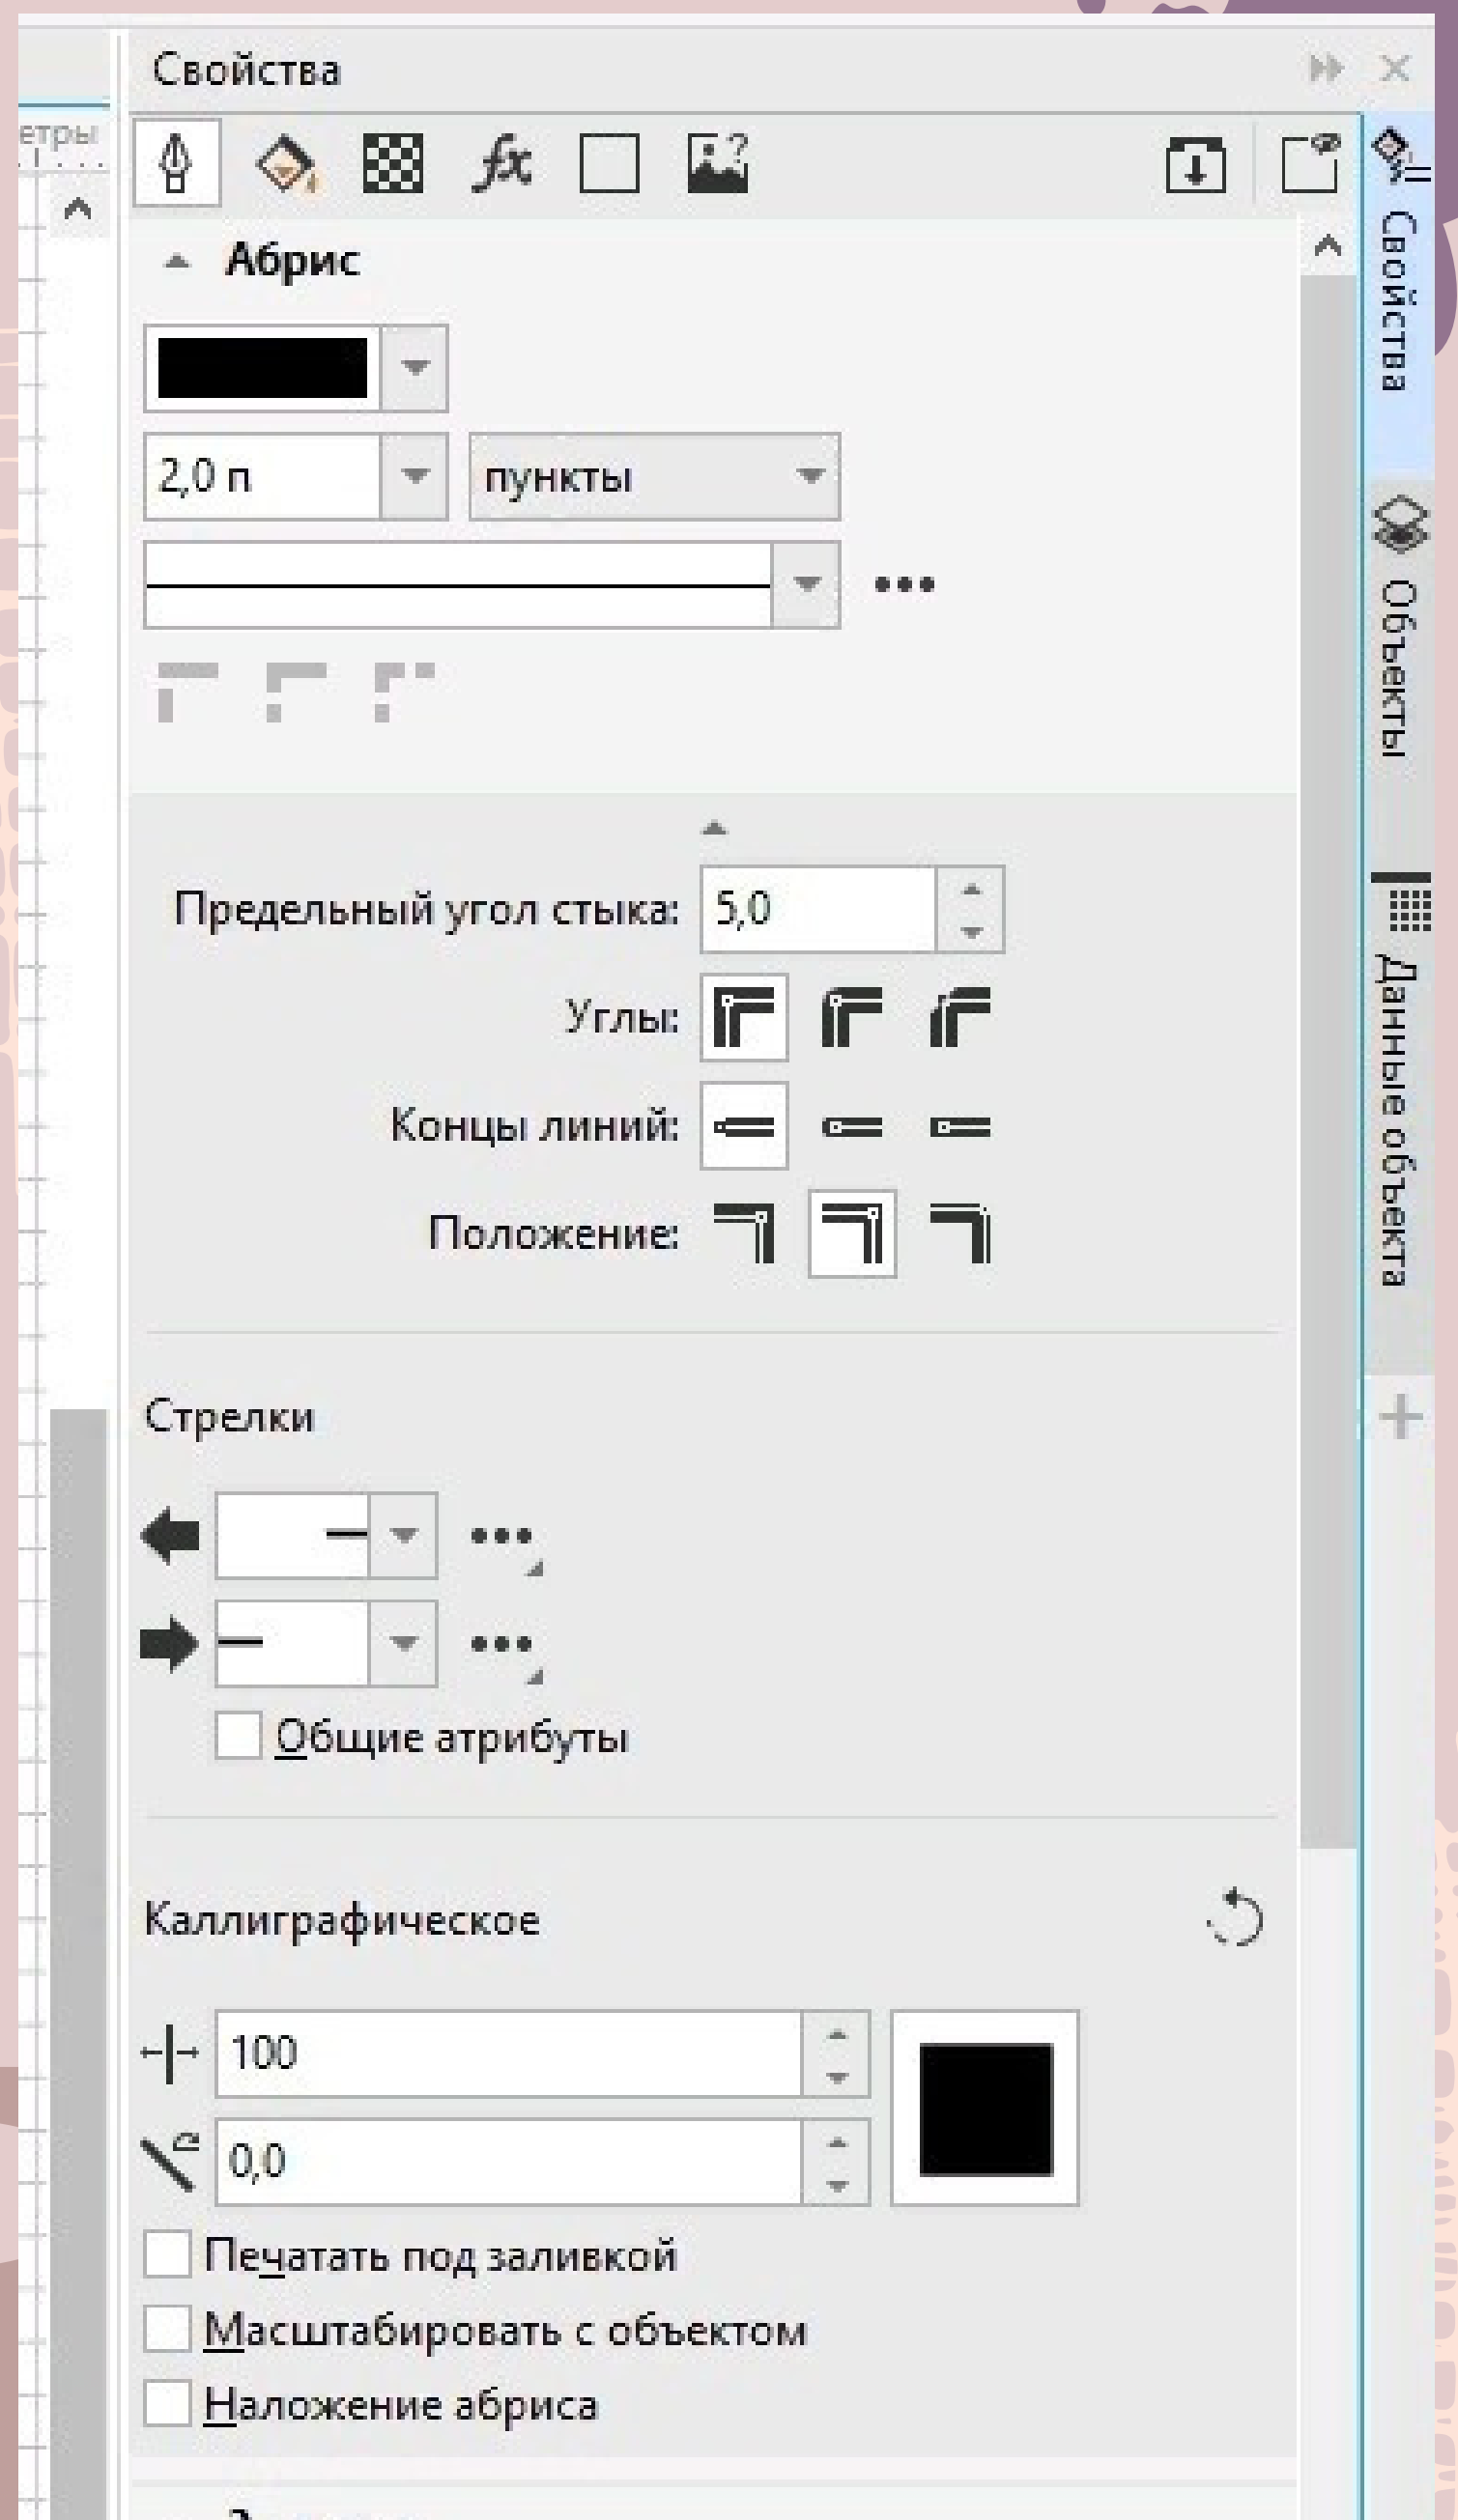 Свойства
етры
Абрис
2,0 п
пункты
Предельный угол стыка:
5,0
Углы:
Концы линий:
Положение:
Стрелки
Общие атрибуты
Каллиграфическое
100
0,0
Печатать под заливкой
Масштабировать с объектом
Наложение абриса
Свойства
Объекты
Данные объекта